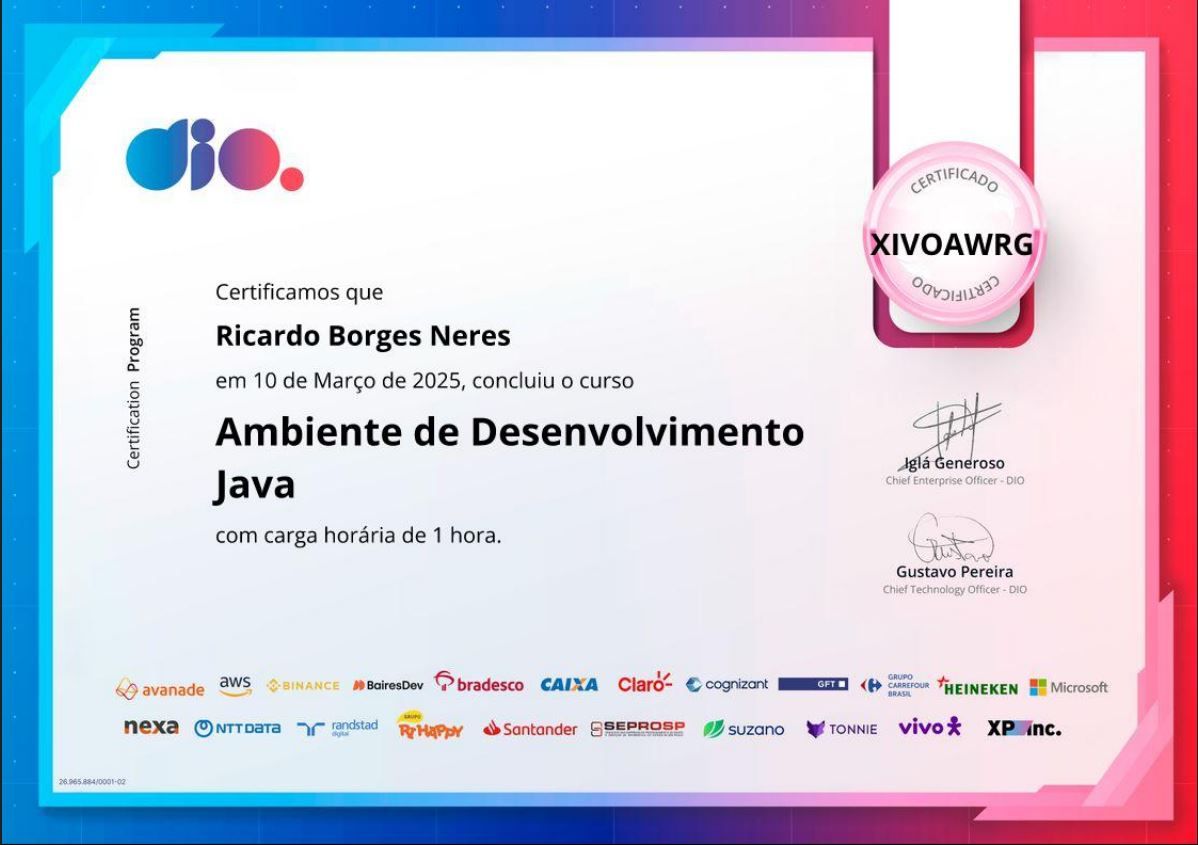 dio.
CERTIFICADO
XIVOAWRG
CERTIFICADO
Certification Program
Certificamos que
Ricardo Borges Neres
em 10 de Março de 2025, concluiu o curso
Ambiente de Desenvolvimento
Java
com carga horária de 1 hora.
Iglá Generoso
Chief Enterprise Officer - DIO
Gustavo Pereira
Chief Technology Officer - DIO
avanade aws BINANCE BairesDev bradesco CAIXA Claro cognizant GFT GRUPO CARREFOUR BRASIL HEINEKEN Microsoft
nexa NTT DATA randstad digital GRUPO Ri HAPPY Santander SEPROSP suzano TONNIE vivo XP inc.
26.965.884/0001-02